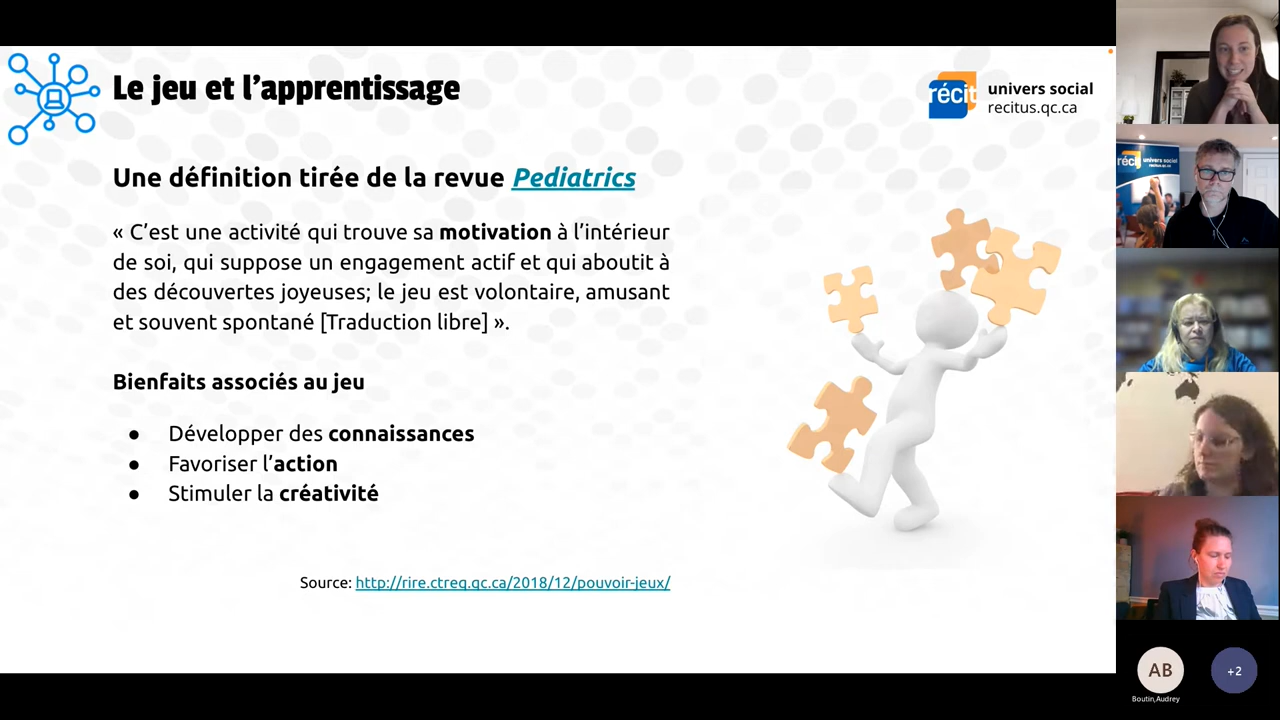 Le jeu et l'apprentissage
récit
univers social
recitus.qc.ca
Une définition tirée de la revue Pediatrics
« C'est une activité qui trouve sa motivation à l'intérieur
de soi, qui suppose un engagement actif et qui aboutit à
des découvertes joyeuses; le jeu est volontaire, amusant
et souvent spontané [Traduction libre] ».
Bienfaits associés au jeu
● Développer des connaissances
● Favoriser l'action
● Stimuler la créativité
Source: http://rire.ctreq.qc.ca/2018/12/pouvoir-jeux/
récit univers social
AB
+2
Boutin,Audrey